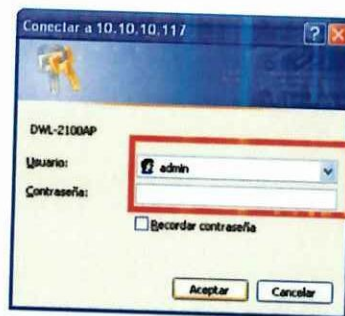 Conectar a 10.10.10.117
DWL-2100AP
Usuario:
admin
Contraseña:
Recordar contraseña
Aceptar
Cancelar